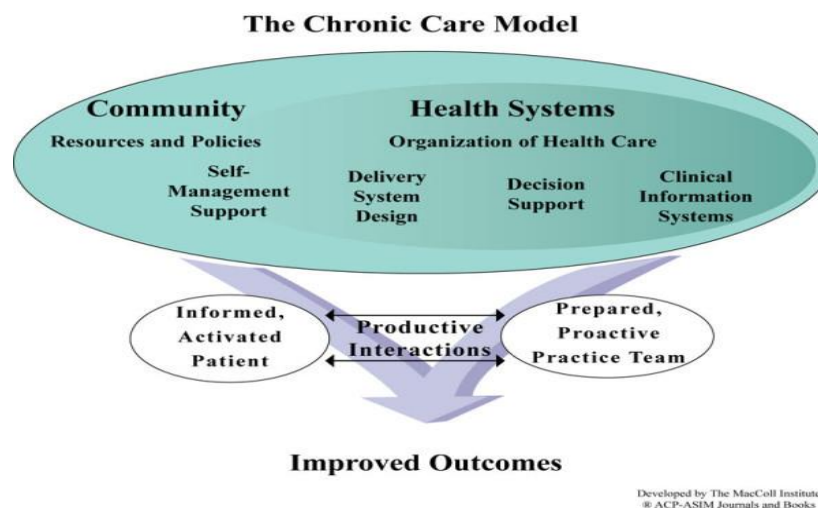 The Chronic Care Model
Community
Resources and Policies
Health Systems
Organization of Health Care
Self-
Management
Support
Delivery
System
Design
Decision
Support
Clinical
Information
Systems
Informed,
Activated
Patient
Productive
Interactions
Prepared,
Proactive
Practice Team
Improved Outcomes
Developed by The MacColl Institute
® ACP-ASIM Journals and Books